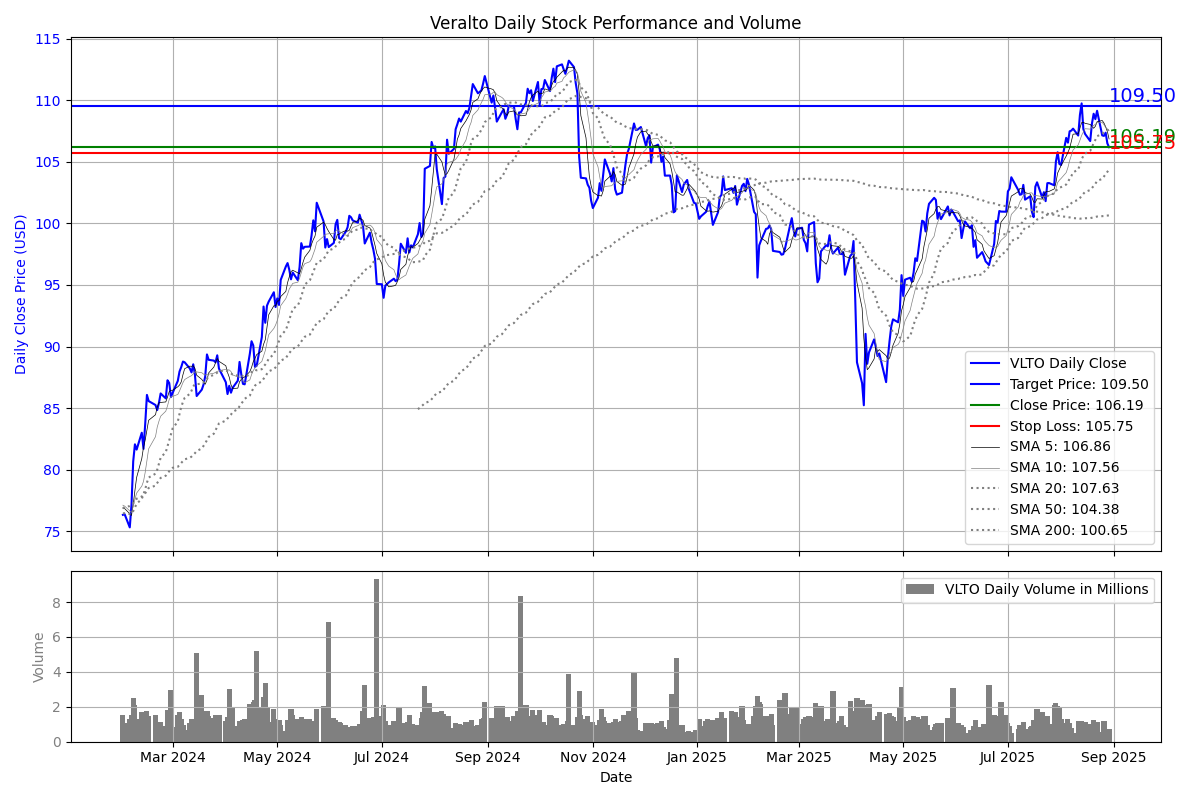 Veralto Daily Stock Performance and Volume
115
110
105
100
95
90
85
80
75
Daily Close Price (USD)
109.50
106.19
105.75
VLTO Daily Close
Target Price: 109.50
Close Price: 106.19
Stop Loss: 105.75
SMA 5: 106.86
SMA 10: 107.56
SMA 20: 107.63
SMA 50: 104.38
SMA 200: 100.65
8
6
4
2
0
Volume
VLTO Daily Volume in Millions
Mar 2024 May 2024 Jul 2024 Sep 2024 Nov 2024 Jan 2025 Mar 2025 May 2025 Jul 2025 Sep 2025
Date